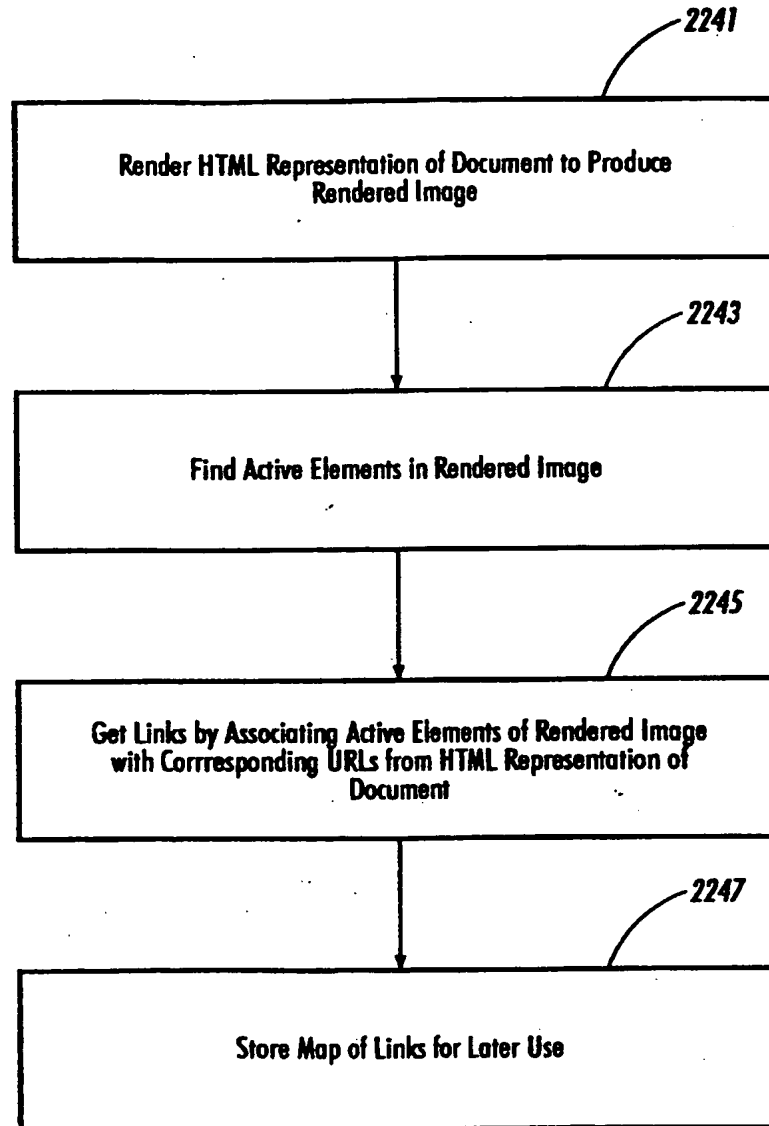 2241
Render HTML Representation of Document to Produce
Rendered Image
2243
Find Active Elements in Rendered Image
2245
Get Links by Associating Active Elements of Rendered Image
with Corrresponding URLs from HTML Representation of
Document
2247
Store Map of Links for Later Use